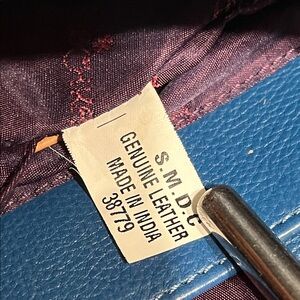 S.M.D.C
GENUINE LEATHER
MADE IN INDIA
38779